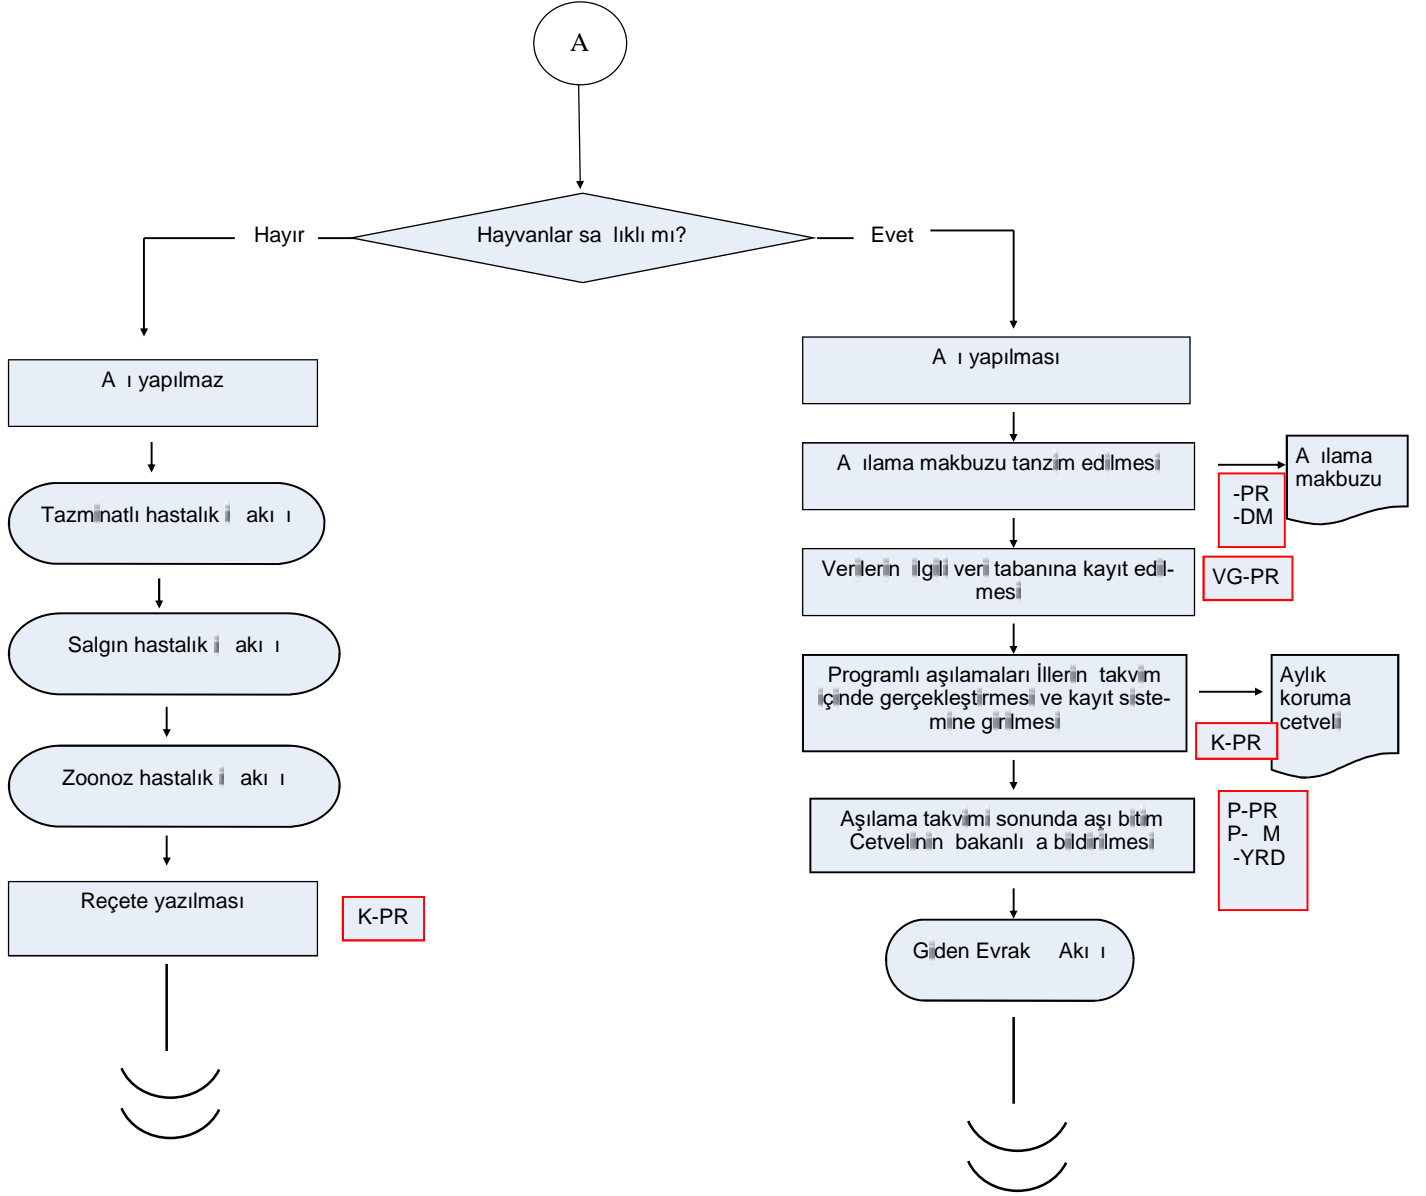 A
Hayır
Hayvanlar sa lıklı mı?
Evet
A ı yapılmaz
Tazminatlı hastalık i akı ı
Salgın hastalık i akı ı
Zoonoz hastalık i akı ı
Reçete yazılması
K-PR
A ı yapılması
A ılama makbuzu tanzim edilmesi
A ılama
makbuzu
-PR
-DM
Verilerin ilgili veri tabanına kayıt edil-
mesi
VG-PR
Programlı aşılamaları İllerin takvim
içinde gerçekleştirmesi ve kayıt siste-
mine girilmesi
Aylık
koruma
cetveli
K-PR
Aşılama takvimi sonunda aşı bitim
Cetvelinin bakanlı a bildirilmesi
P-PR
P- M
-YRD
Giden Evrak Akı ı